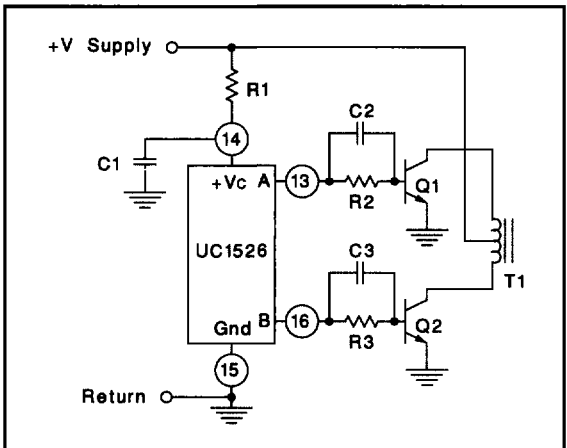 +V Supply
R1
C2
14
C1
+Vc A
13
Q1
R2
UC1526
C3
T1
B
16
Q2
Gnd
R3
15
Return